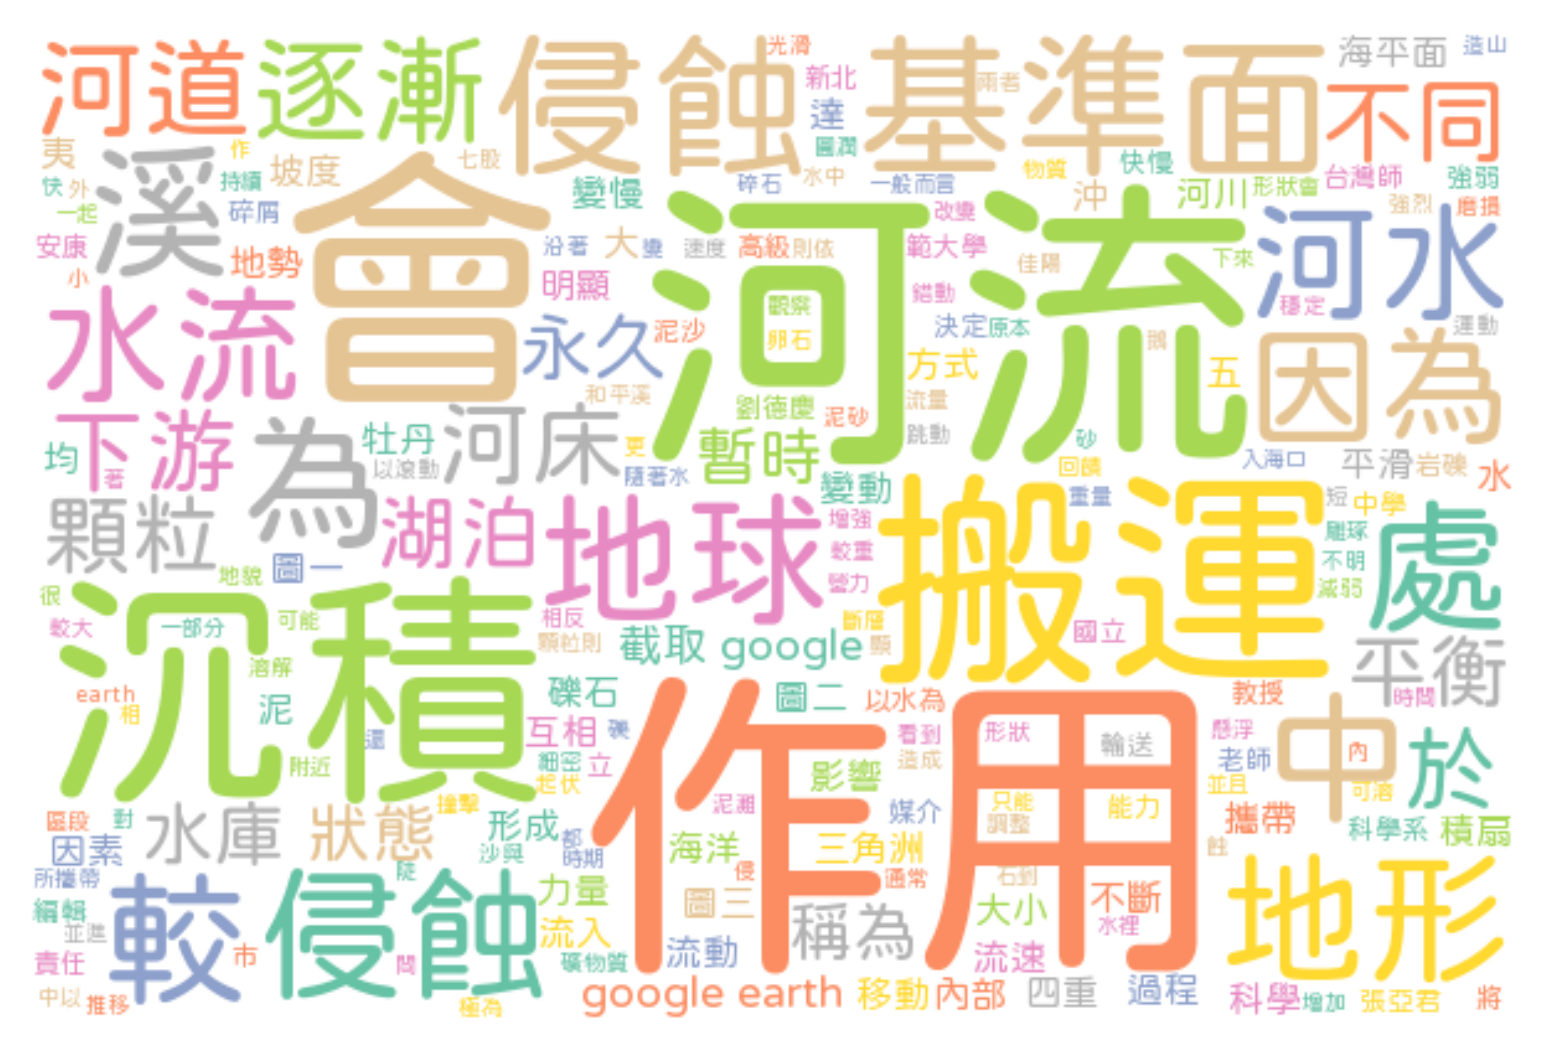 河道 逐漸 侵蝕基準面 光滑 新北 兩者 海平面 造山
達 圓潤 不同
夷 作 坡度 七股 水中 物質 快慢 台灣師 強弱
快 外 持續 溪 會 變慢 碎石 一般而言 沖 河川 形狀會
一起 碎屑 河流 改變 強烈 磨損
安康 地勢 沿著 大 變 速度 高級 則依 範大學 佳陽 下來 河水
小 明顯 觀察 錯動 穩定
水流 永久 泥沙 卵石 決定 原本 運動
和平溪 方式 鵝 五 因為
下游 劉德慶 泥砂 流量
均 為 牡丹 河床 更 暫時 跳動 砂
著 以滾動 隨著水 變動 回饋 入海口 平滑 岩礫 水
顆粒 湖泊 地球 增強 搬運 重量 短 中學 處
圖一 較重 雕琢
地貌 營力 不明
很 沉積 相反 斷層 減弱
較大 一部分 可能 顆粒則 截取 google 顯 國立 平衡
溶解
earth 相 泥 礫石 作用 圖二 以水為 教授 時間
還 互相 礫 看到 形狀 輸送 懸浮 中 內 於
附近 細密 立 造成 老師
起伏 影響 並且 可溶
區段 對 水庫 狀態 撞擊 形成 泥灘 媒介 只能 能力 攜帶 科學系 積扇
因素 沙與 都 海洋 三角洲 調整 蝕
時期
所攜帶 較 侵蝕 陡 力量 侵 通常 石到 地形
編輯 圖三 稱為 大小 不斷
並進 流入 水裡
責任 市 間 礦物質 流動 流速
中以 推移 極為 google earth 移動 內部 四重 過程 科學 增加 張亞君 將